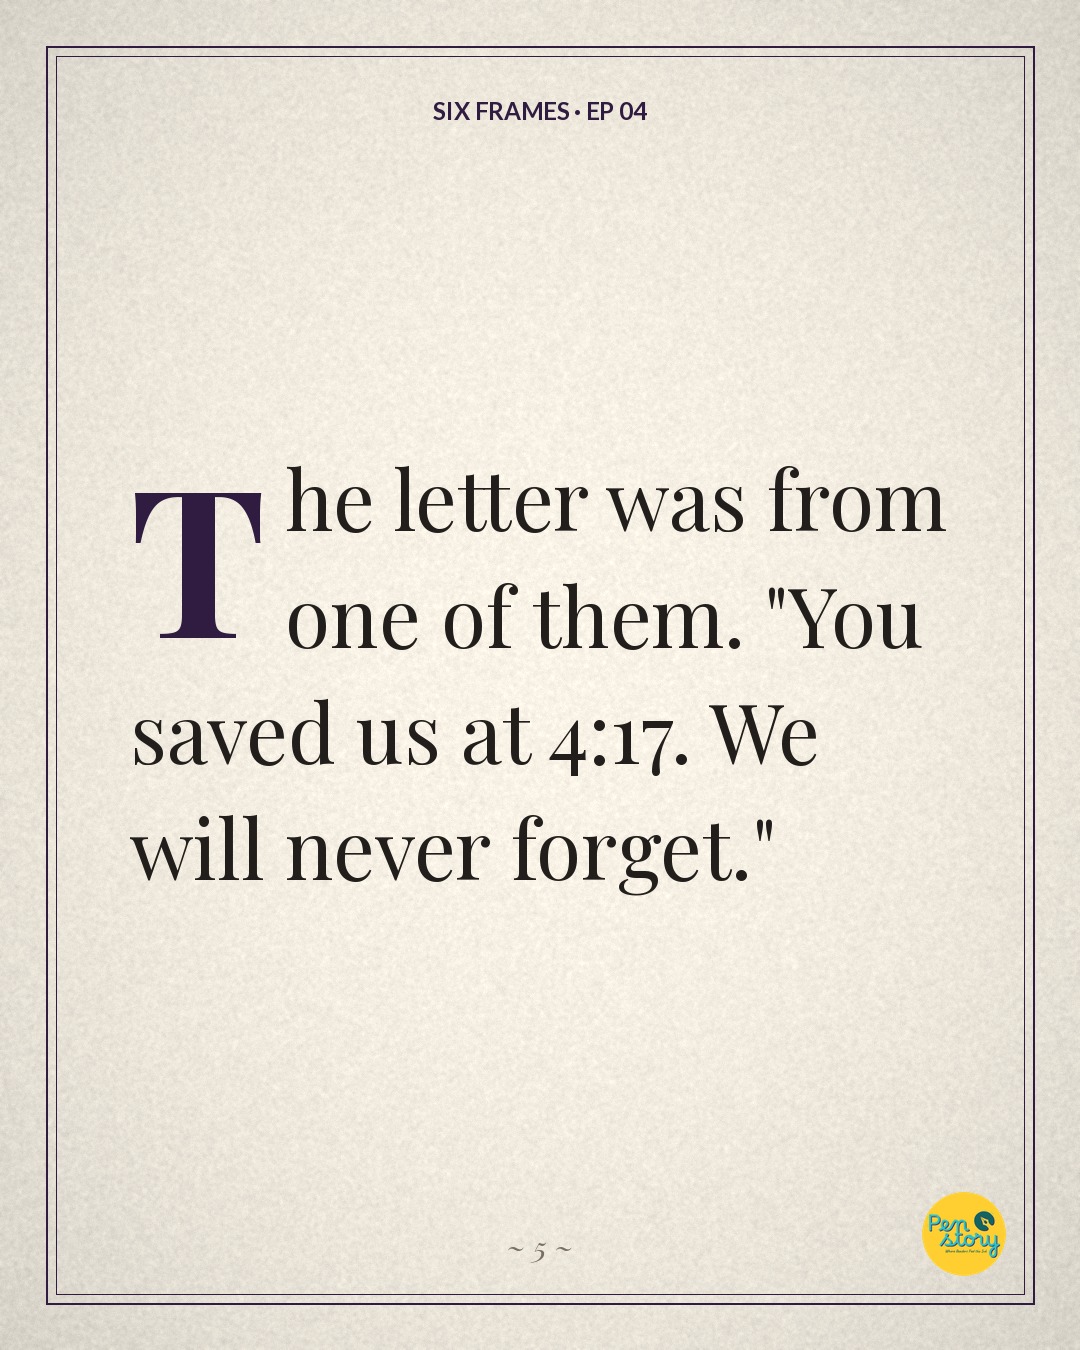 SIX FRAMES · EP 04
The letter was from
one of them. "You
saved us at 4:17. We
will never forget."
~ 5 ~
Pen
story